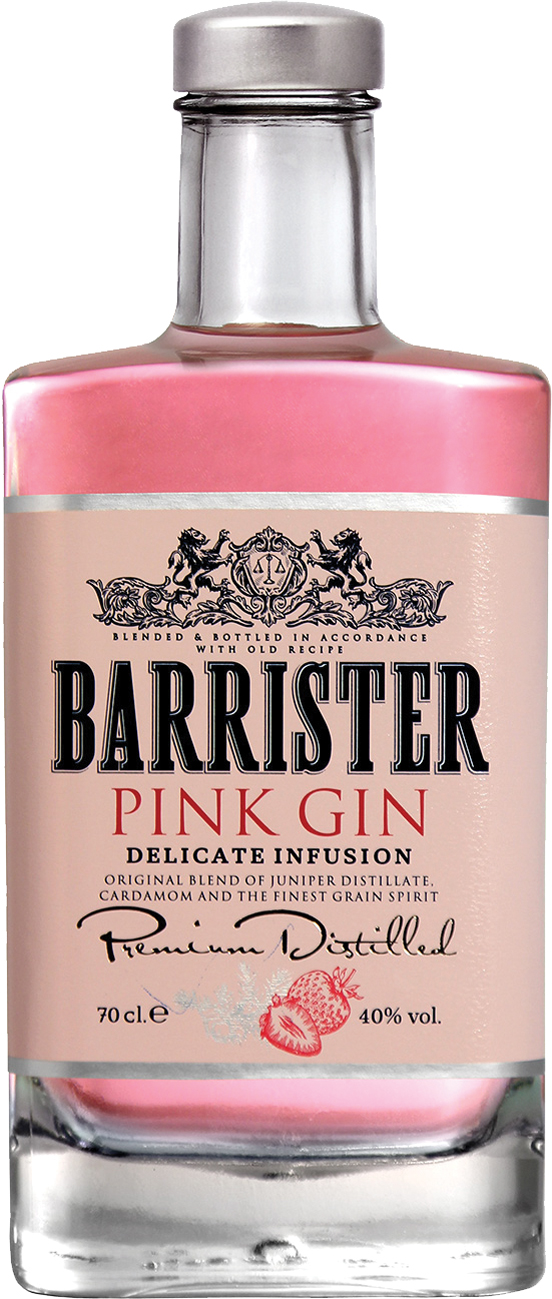 BLENDED & BOTTLED IN ACCORDANCE
WITH OLD RECIPE
BARRISTER
PINK GIN
DELICATE INFUSION
ORIGINAL BLEND OF JUNIPER DISTILLATE,
CARDAMOM AND THE FINEST GRAIN SPIRIT
Premium Distilled
70 cl.℮ 40% vol.